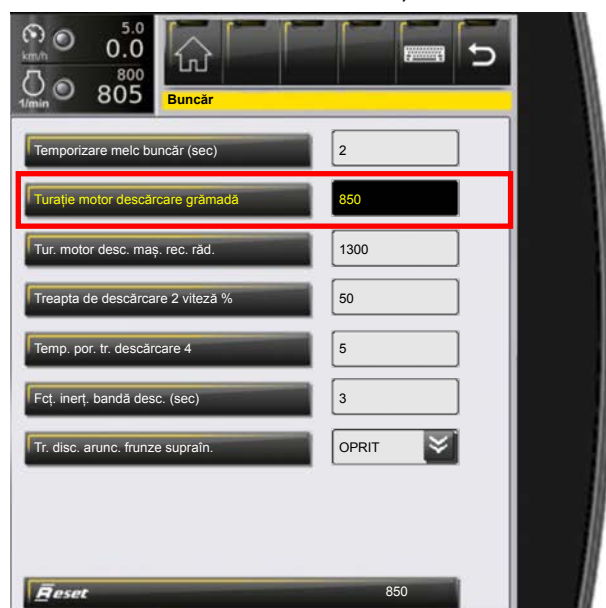 5.0
km/h 0.0
800
1/min 805
Buncăr
Temporizare melc buncăr (sec) 2
Turație motor descărcare grămadă 850
Tur. motor desc. maș. rec. răd. 1300
Treapta de descărcare 2 viteză % 50
Temp. por. tr. descărcare 4 5
Fcț. inerț. bandă desc. (sec) 3
Tr. disc. arunc. frunze supraîn. OPRIT
Reset 850